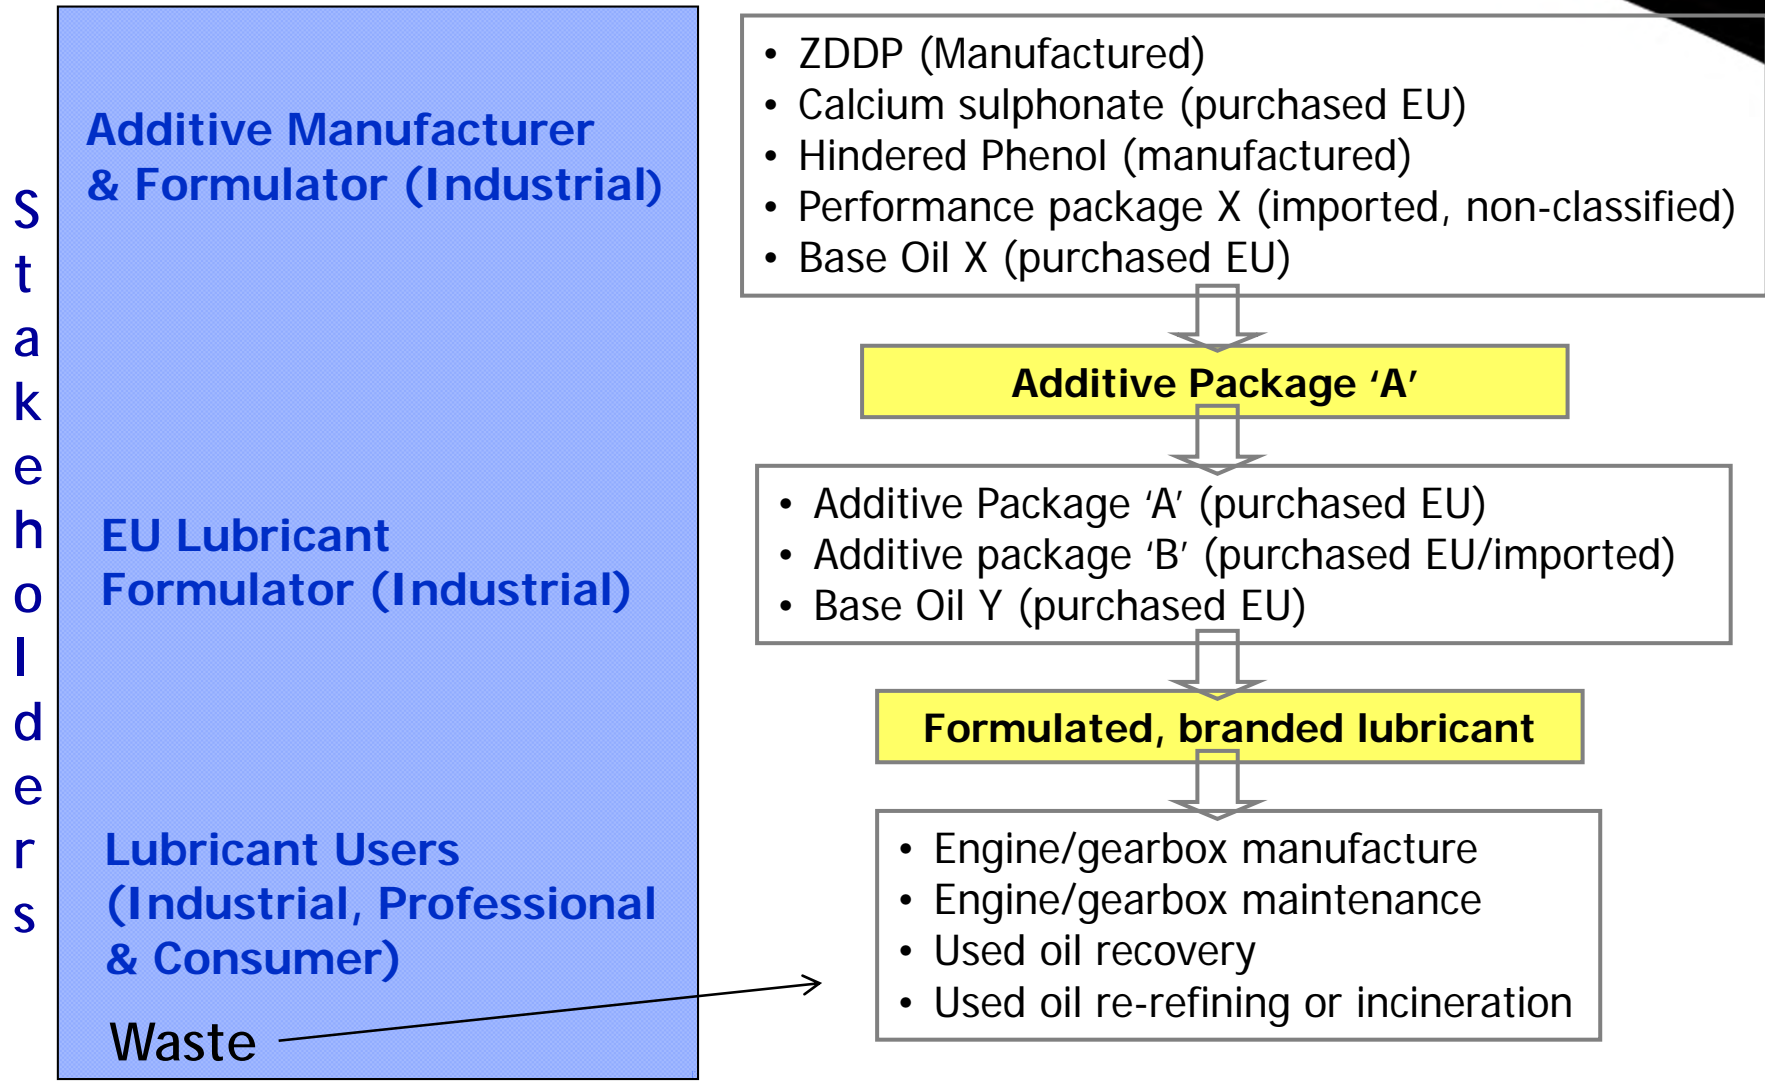 Stakeholders
Additive Manufacturer
& Formulator (Industrial)
• ZDDP (Manufactured)
• Calcium sulphonate (purchased EU)
• Hindered Phenol (manufactured)
• Performance package X (imported, non-classified)
• Base Oil X (purchased EU)
Additive Package ‘A’
EU Lubricant
Formulator (Industrial)
• Additive Package ‘A’ (purchased EU)
• Additive package ‘B’ (purchased EU/imported)
• Base Oil Y (purchased EU)
Formulated, branded lubricant
Lubricant Users
(Industrial, Professional
& Consumer)
Waste
• Engine/gearbox manufacture
• Engine/gearbox maintenance
• Used oil recovery
• Used oil re-refining or incineration